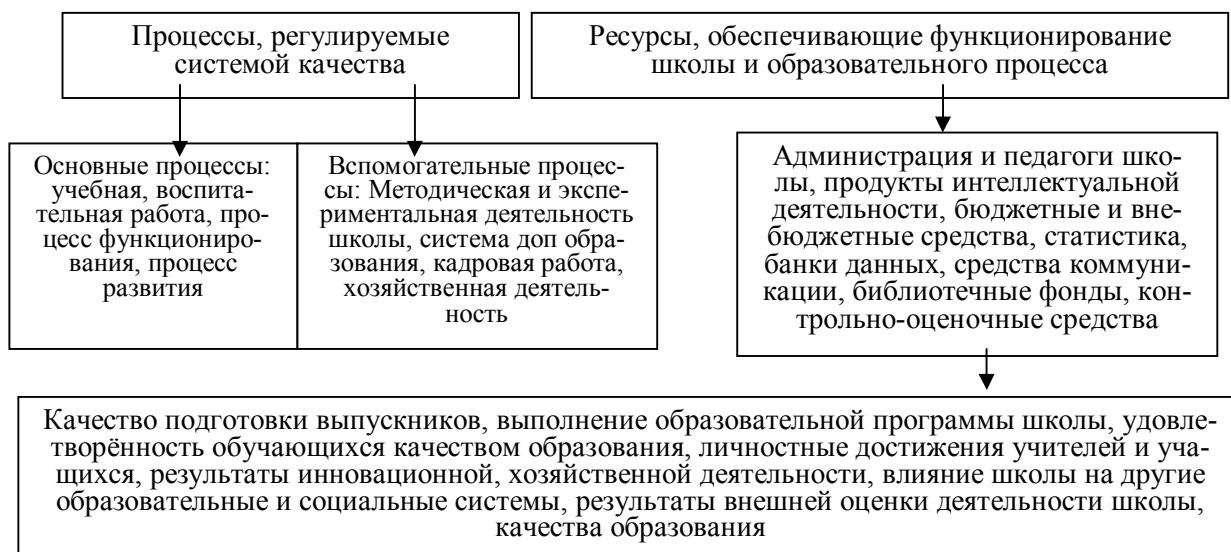 Процессы, регулируемые
системой качества
Ресурсы, обеспечивающие функционирование
школы и образовательного процесса
Основные процессы:
учебная, воспита-
тельная работа, про-
цесс функциониро-
вания, процесс
развития
Вспомогательные процес-
сы: Методическая и экспе-
риментальная деятельность
школы, система доп обра-
зования, кадровая работа,
хозяйственная деятель-
ность
Администрация и педагоги шко-
лы, продукты интеллектуальной
деятельности, бюджетные и вне-
бюджетные средства, статистика,
банки данных, средства коммуни-
кации, библиотечные фонды, кон-
трольно-оценочные средства
Качество подготовки выпускников, выполнение образовательной программы школы, удовле-
творённость обучающихся качеством образования, личностные достижения учителей и уча-
щихся, результаты инновационной, хозяйственной деятельности, влияние школы на другие
образовательные и социальные системы, результаты внешней оценки деятельности школы,
качества образования